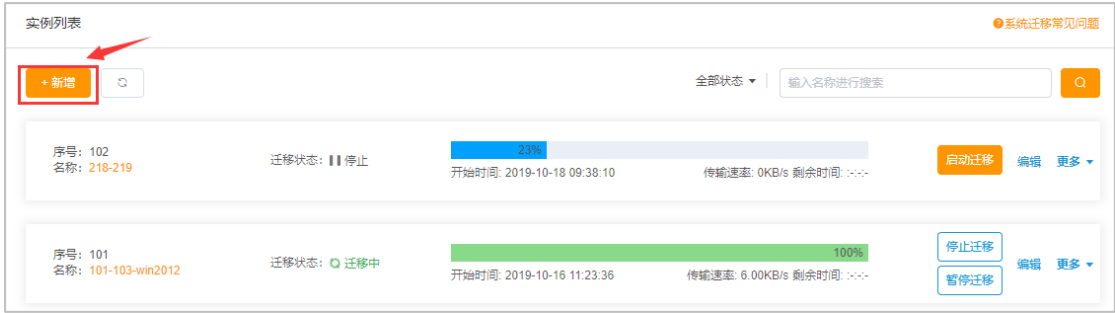 实例列表
系统迁移常见问题
+ 新增
全部状态
输入名称进行搜索
序号: 102
名称: 218-219
迁移状态: 停止
23%
开始时间: 2019-10-18 09:38:10
传输速率: 0KB/s 剩余时间: :-:-:-
启动迁移
编辑
更多
序号: 101
名称: 101-103-win2012
迁移状态: 迁移中
100%
开始时间: 2019-10-16 11:23:36
传输速率: 6.00KB/s 剩余时间: :-:-:-
停止迁移
暂停迁移
编辑
更多